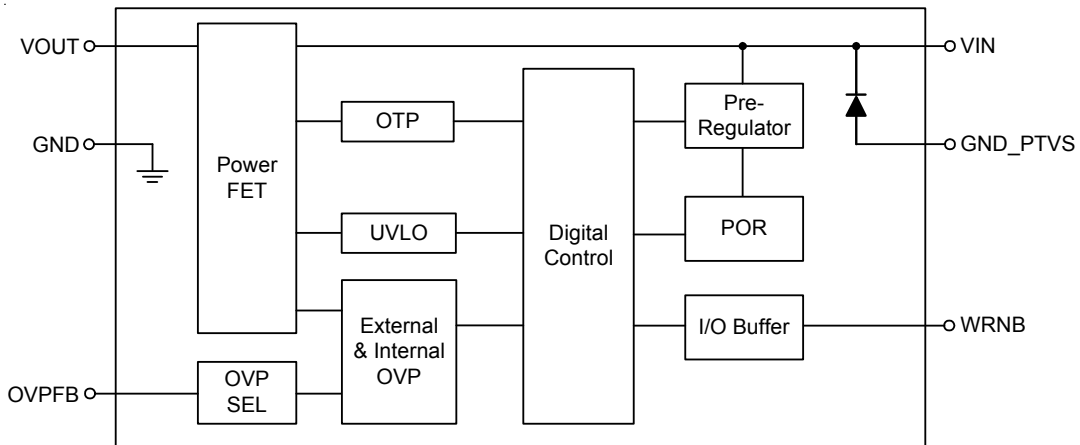 VOUT
VIN
OTP
Pre-
Regulator
GND
GND_PTVS
Power
FET
UVLO
Digital
Control
POR
External
& Internal
OVP
I/O Buffer
WRNB
OVPFB
OVP
SEL